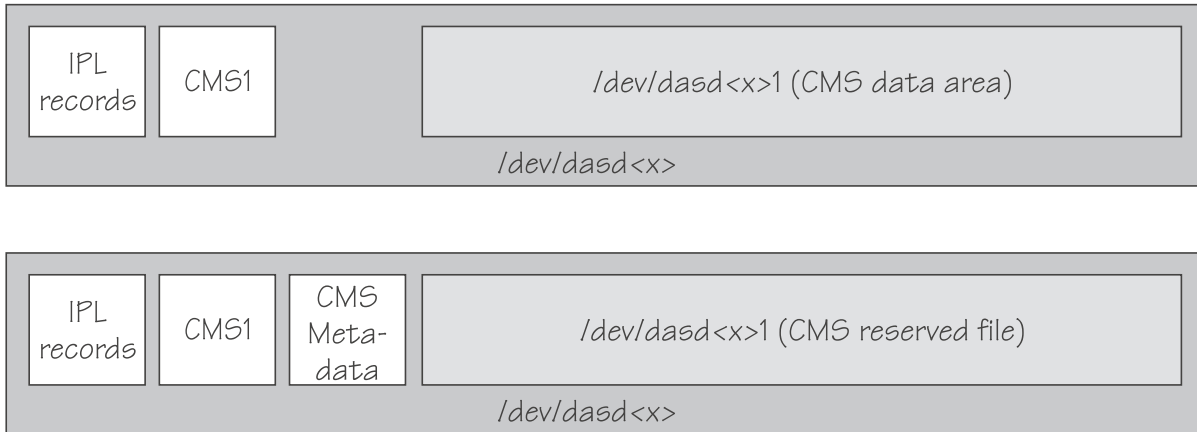 IPL
records
CMS1
/dev/dasd<x>1 (CMS data area)
/dev/dasd<x>
IPL
records
CMS1
CMS
Meta-
data
/dev/dasd<x>1 (CMS reserved file)
/dev/dasd<x>